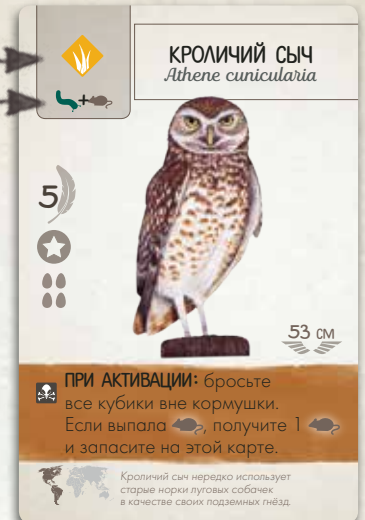 КРОЛИЧИЙ СЫЧ
Athene cunicularia
+
5
53 см
ПРИ АКТИВАЦИИ: бросьте
все кубики вне кормушки.
Если выпала , получите 1
и запасите на этой карте.
Кроличий сыч нередко использует
старые норки луговых собачек
в качестве своих подземных гнёзд.